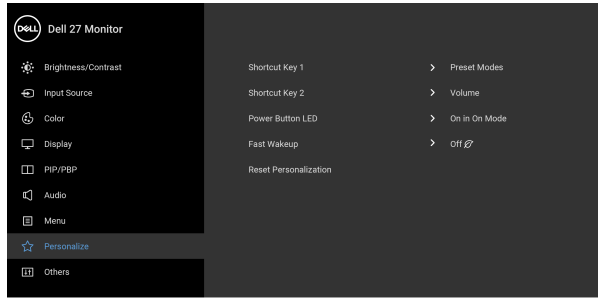 DELL Dell 27 Monitor
Brightness/Contrast
Input Source
Color
Display
PIP/PBP
Audio
Menu
Personalize
Others
Shortcut Key 1 > Preset Modes
Shortcut Key 2 > Volume
Power Button LED > On in On Mode
Fast Wakeup > Off
Reset Personalization